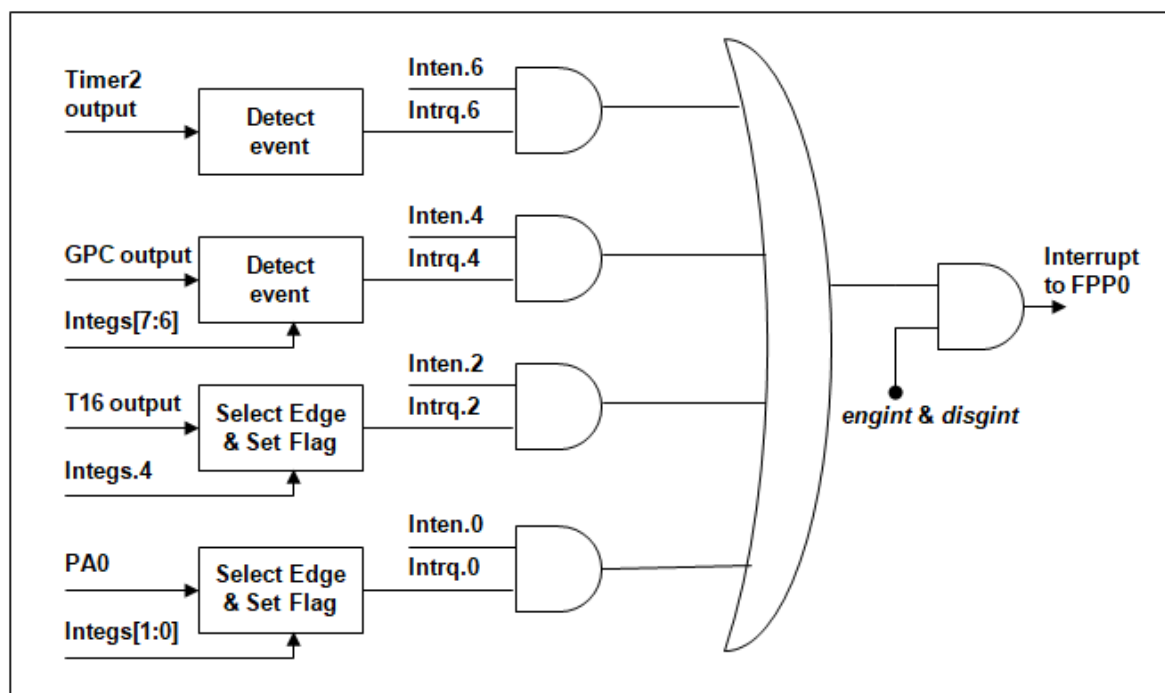 Timer2
output
Detect
event
Inten.6
Intrq.6
GPC output
Integs[7:6]
Detect
event
Inten.4
Intrq.4
T16 output
Integs.4
Select Edge
& Set Flag
Inten.2
Intrq.2
PA0
Integs[1:0]
Select Edge
& Set Flag
Inten.0
Intrq.0
engint & disgint
Interrupt
to FPP0